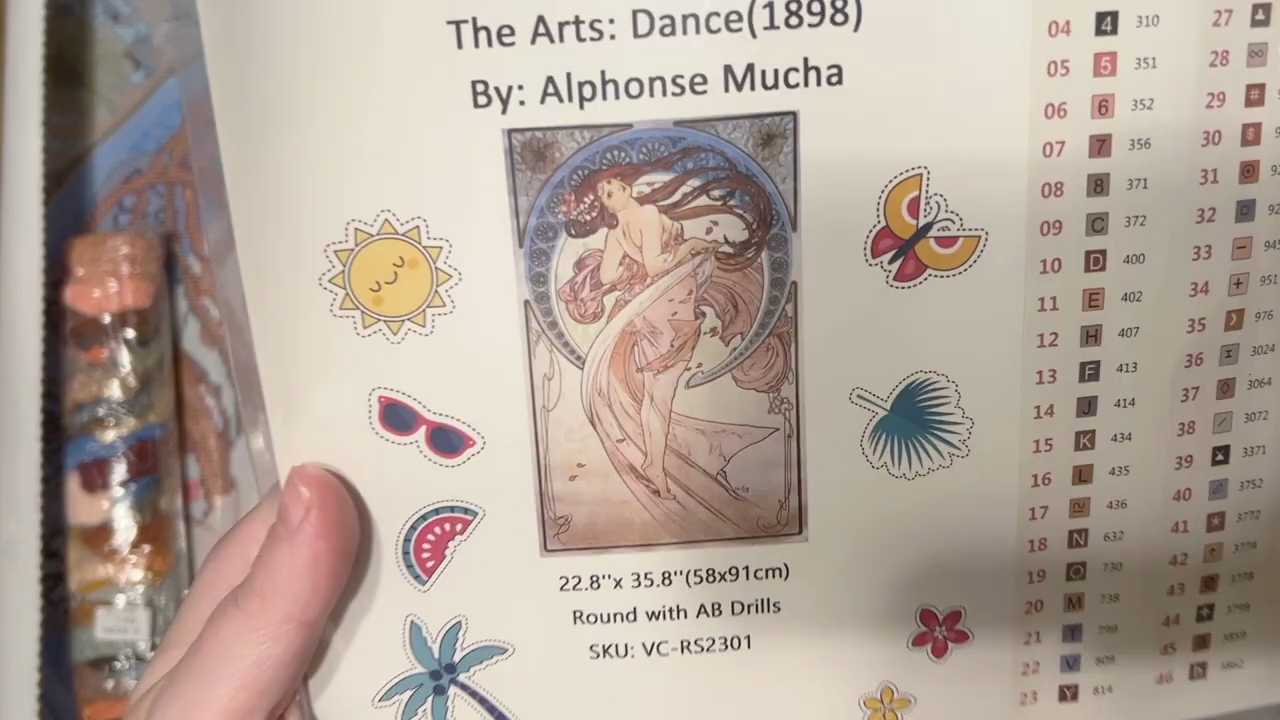 The Arts: Dance(1898)
By: Alphonse Mucha
22.8''x 35.8''(58x91cm)
Round with AB Drills
SKU: VC-RS2301
04 4 310
05 5 351
06 6 352
07 7 356
08 8 371
09 C 372
10 D 400
11 E 402
12 H 407
13 F 413
14 J 414
15 K 434
16 L 435
17 436
18 N 632
19 O 730
20 M 738
21 T
22 V 809
23 Y 814
27
28 ∞
29 #
30 $
31
32 D
33 −
34 + 951
35 976
36 I 3024
37 ◊ 3064
38 / 3072
39 3371
40 3752
41 3772
42
43
44
45
46